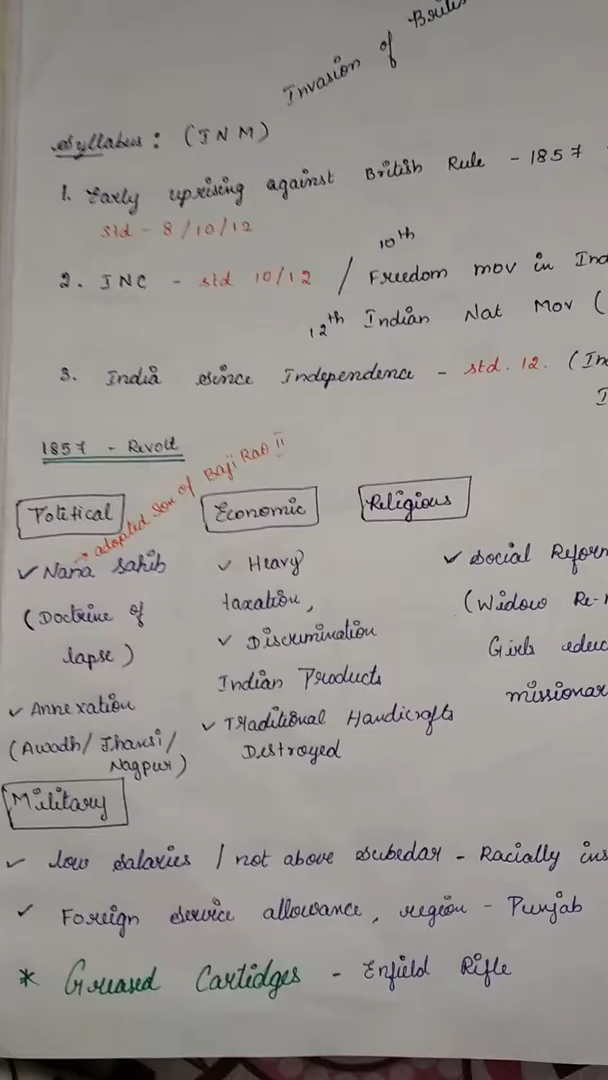 Invasion of Britis
Syllabus : (INM)
1. Early uprising against British Rule - 1857
std - 8/10/12
2. INC - std 10/12 / 10th Freedom mov in Ind
12th Indian Nat Mov (
3. India since Independence - std. 12. (In
I
1857 - Revolt
adopted son of Baji Rao II
Political
Economic
Religious
✓ Nana Sahib
(Doctrine of
lapse)
✓ Annexation
(Awadh/ Jhansi/
Nagpur)
✓ Heavy
taxation,
✓ Discrimination
Indian Products
✓ Traditional Handicrafts
Destroyed
✓ Social Reform
(Widow Re-
Girls educ
missionar
Military
✓ low salaries / not above subedar - Racially ins
✓ Foreign service allowance, region - Punjab
* Greased Cartidges - Enfield Rifle